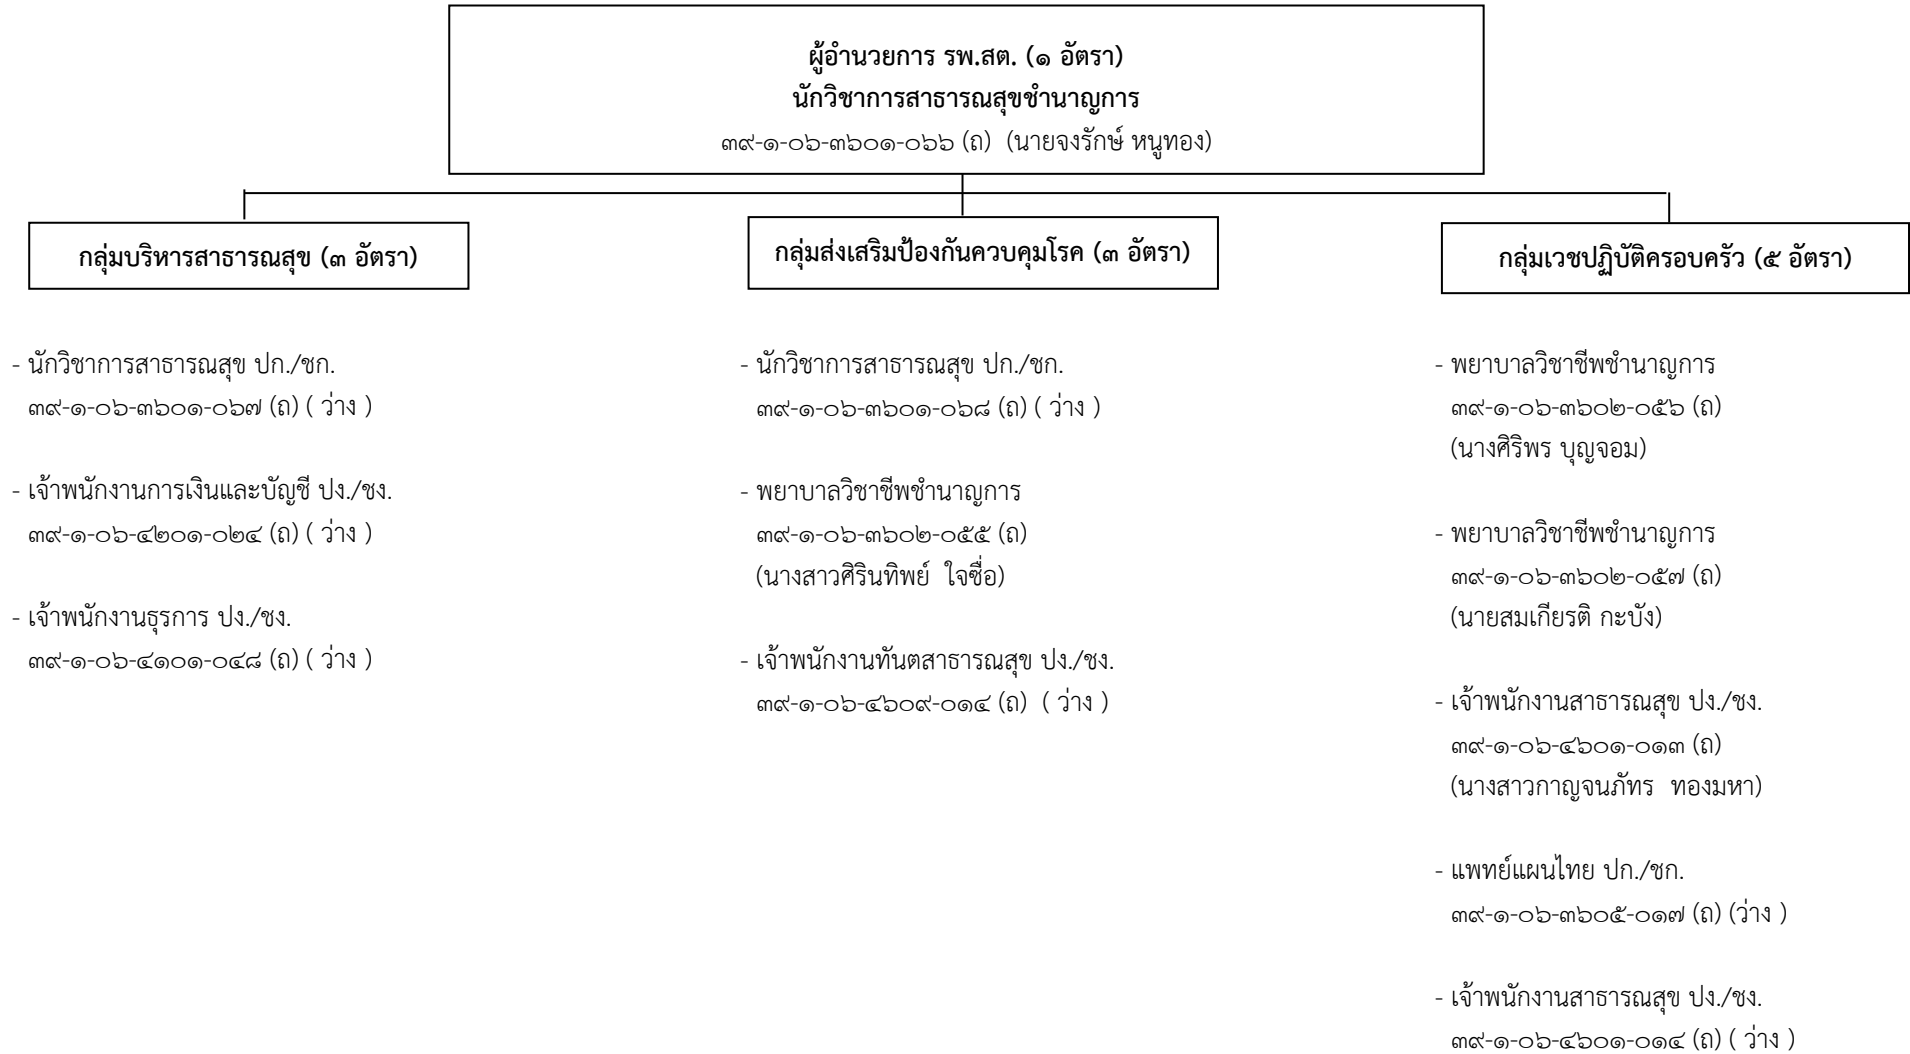 ผู้อำนวยการ รพ.สต. (๑ อัตรา)
นักวิชาการสาธารณสุขชำนาญการ
๓๙-๑-๐๖-๓๖๐๑-๐๖๖ (ถ)  (นายจงรักษ์ หนูทอง)
กลุ่มบริหารสาธารณสุข (๓ อัตรา)
- นักวิชาการสาธารณสุข ปก./ชก.
๓๙-๑-๐๖-๓๖๐๑-๐๖๗ (ถ) ( ว่าง )
- เจ้าพนักงานการเงินและบัญชี ปง./ชง.
๓๙-๑-๐๖-๔๒๐๑-๐๒๔ (ถ) ( ว่าง )
- เจ้าพนักงานธุรการ ปง./ชง.
๓๙-๑-๐๖-๔๑๐๑-๐๔๘ (ถ) ( ว่าง )
กลุ่มส่งเสริมป้องกันควบคุมโรค (๓ อัตรา)
- นักวิชาการสาธารณสุข ปก./ชก.
๓๙-๑-๐๖-๓๖๐๑-๐๖๘ (ถ) ( ว่าง )
- พยาบาลวิชาชีพชำนาญการ
๓๙-๑-๐๖-๓๖๐๒-๐๕๕ (ถ)
(นางสาวศิรินทิพย์  ใจซื่อ)
- เจ้าพนักงานทันตสาธารณสุข ปง./ชง.
๓๙-๑-๐๖-๔๖๐๙-๐๑๔ (ถ)  ( ว่าง )
กลุ่มเวชปฏิบัติครอบครัว (๕ อัตรา)
- พยาบาลวิชาชีพชำนาญการ
๓๙-๑-๐๖-๓๖๐๒-๐๕๖ (ถ)
(นางศิริพร บุญจอม)
- พยาบาลวิชาชีพชำนาญการ
๓๙-๑-๐๖-๓๖๐๒-๐๕๗ (ถ)
(นายสมเกียรติ กะบัง)
- เจ้าพนักงานสาธารณสุข ปง./ชง.
๓๙-๑-๐๖-๔๖๐๑-๐๑๓ (ถ)
(นางสาวกาญจนภัทร  ทองมหา)
- แพทย์แผนไทย ปก./ชก.
๓๙-๑-๐๖-๓๖๐๕-๐๑๗ (ถ) (ว่าง )
- เจ้าพนักงานสาธารณสุข ปง./ชง.
๓๙-๑-๐๖-๔๖๐๑-๐๑๔ (ถ) ( ว่าง )